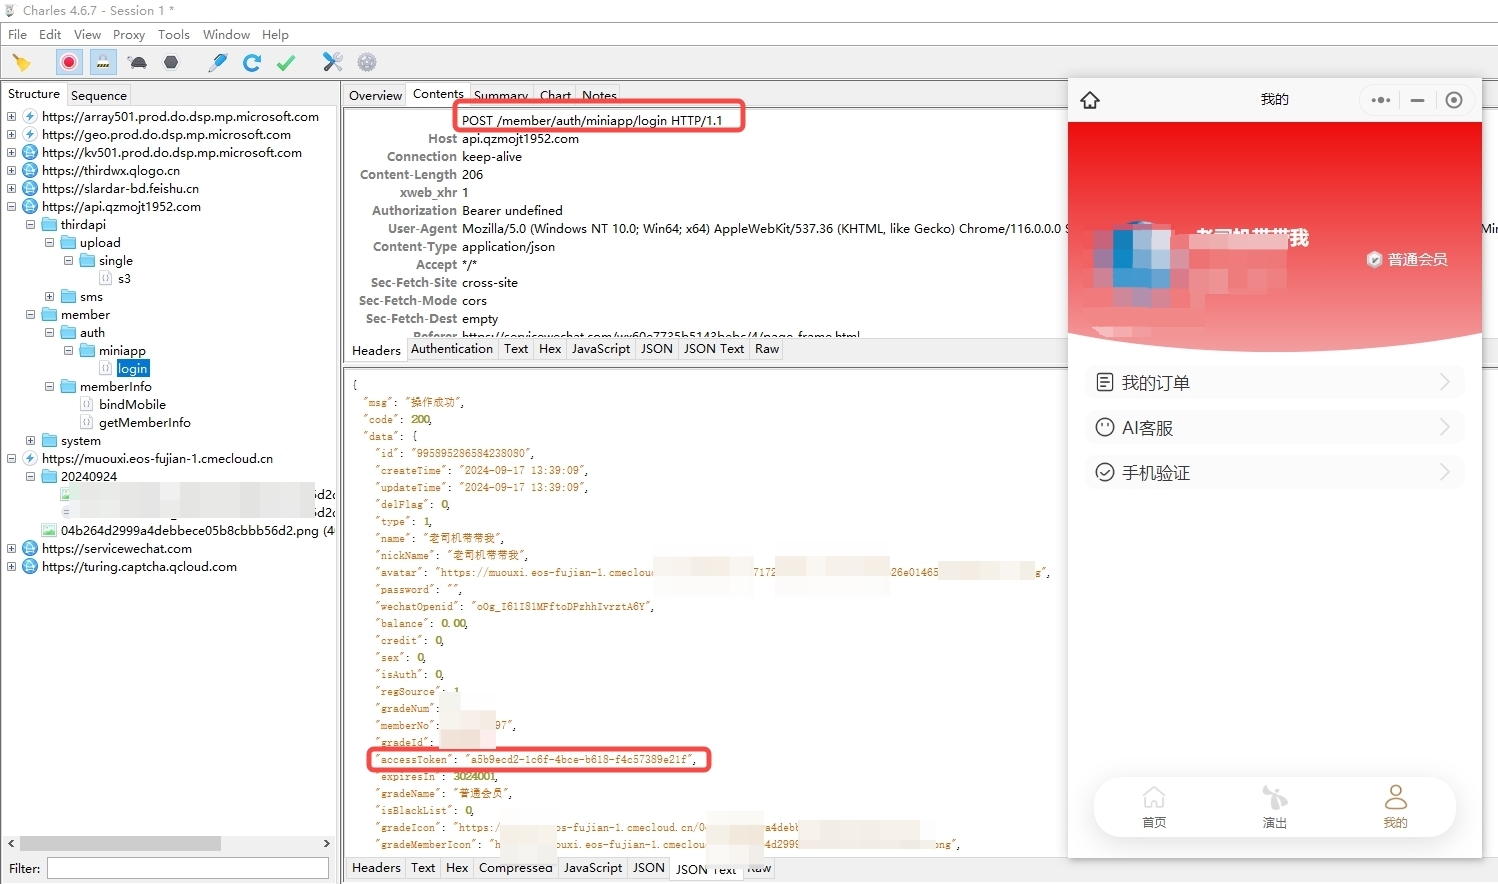 Charles 4.6.7 - Session 1 *
File Edit View Proxy Tools Window Help
Structure Sequence
https://array501.prod.do.dsp.mp.microsoft.com
https://geo.prod.do.dsp.mp.microsoft.com
https://kv501.prod.do.dsp.mp.microsoft.com
https://thirdwx.qlogo.cn
https://slardar-bd.feishu.cn
https://api.qzmojt1952.com
thirdapi
upload
single
s3
sms
member
auth
miniapp
login
memberInfo
bindMobile
getMemberInfo
system
https://muouxi.eos-fujian-1.cmecloud.cn
20240924
04b264d2999a4debbece05b8cbbb56d2.png
https://servicewechat.com
https://turing.captcha.qcloud.com
Filter:
Overview Contents Summary Chart Notes
POST /member/auth/miniapp/login HTTP/1.1
Host api.qzmojt1952.com
Connection keep-alive
Content-Length 206
xweb_xhr 1
Authorization Bearer undefined
User-Agent Mozilla/5.0 (Windows NT 10.0; Win64; x64) AppleWebKit/537.36 (KHTML, like Gecko) Chrome/116.0.0.0
Content-Type application/json
Accept */*
Sec-Fetch-Site cross-site
Sec-Fetch-Mode cors
Sec-Fetch-Dest empty
Headers Authentication Text Hex JavaScript JSON JSON Text Raw
{
"msg": "操作成功",
"code": 200,
"data": {
"id": "995895286584238080",
"createTime": "2024-09-17 13:39:09",
"updateTime": "2024-09-17 13:39:09",
"delFlag": 0,
"type": 1,
"name": "老司机带带我",
"nickName": "老司机带带我",
"avatar": "https://muouxi.eos-fujian-1.cmecloud 7172 26e01465 g",
"password": "",
"wechatOpenid": "oOg_I61I81MFftoDPzhhIvrztA6Y",
"balance": 0.00,
"credit": 0,
"sex": 0,
"isAuth": 0,
"regSource": 1
"gradeNum":
"memberNo": 97",
"gradeId":
"accessToken": "a5b9ecd2-1c6f-4bce-b618-f4c57389e21f",
"expiresIn": 3024001,
"gradeName": "普通会员",
"isBlackList": 0,
"gradeIcon": "https:/ os-fujian-1.cmecloud.cn/0 a4deb
"gradeMemberIcon": "h ouxi.eos-fujian-1.cmeclou 4d2999 ong",
Headers Text Hex Compressed JavaScript JSON JSON Text Raw
我的
老司机带带我
普通会员
我的订单
AI客服
手机验证
首页 演出 我的